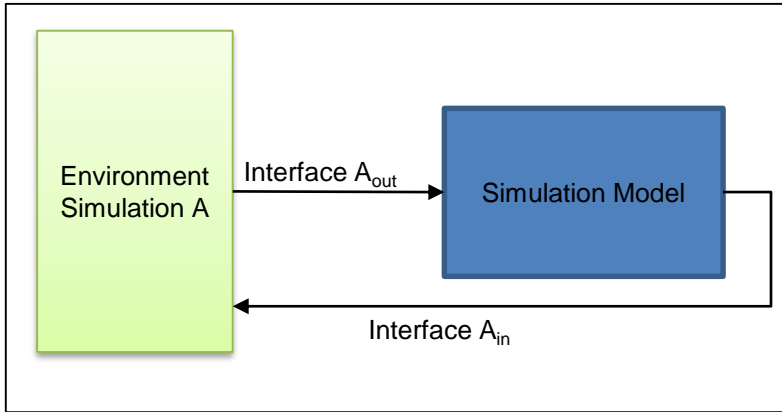 Environment
Simulation A
Interface Aout
Simulation Model
Interface Ain